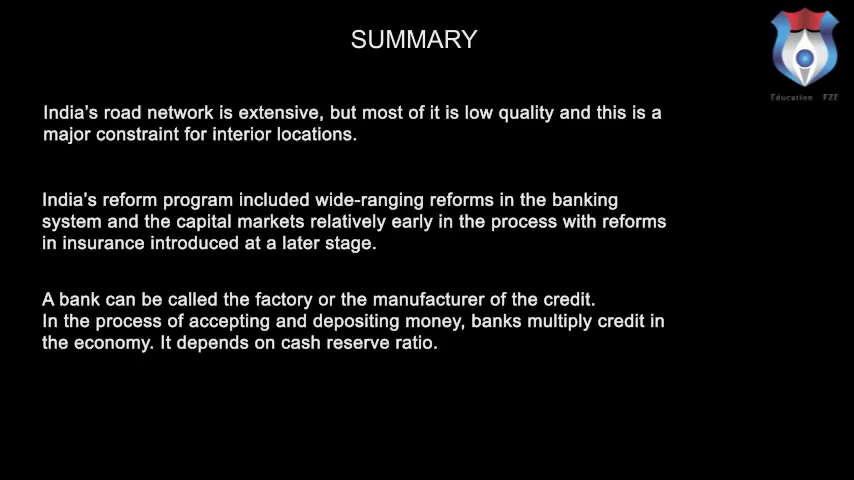 SUMMARY
Education FZE
India's road network is extensive, but most of it is low quality and this is a
major constraint for interior locations.
India's reform program included wide-ranging reforms in the banking
system and the capital markets relatively early in the process with reforms
in insurance introduced at a later stage.
A bank can be called the factory or the manufacturer of the credit.
In the process of accepting and depositing money, banks multiply credit in
the economy. It depends on cash reserve ratio.